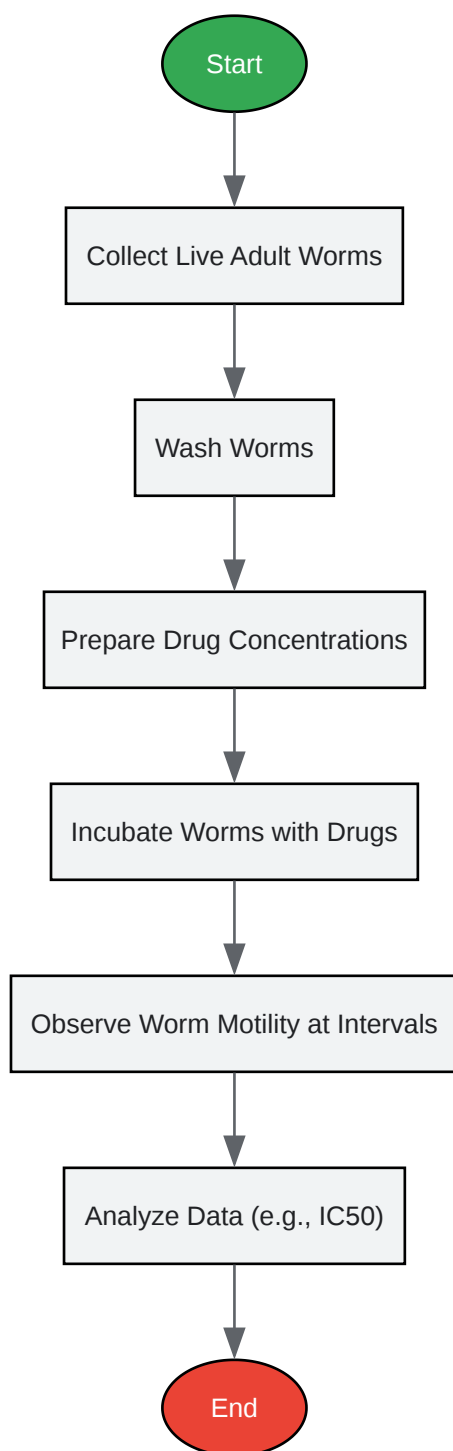 Start
Collect Live Adult Worms
Wash Worms
Prepare Drug Concentrations
Incubate Worms with Drugs
Observe Worm Motility at Intervals
Analyze Data (e.g., IC50)
End